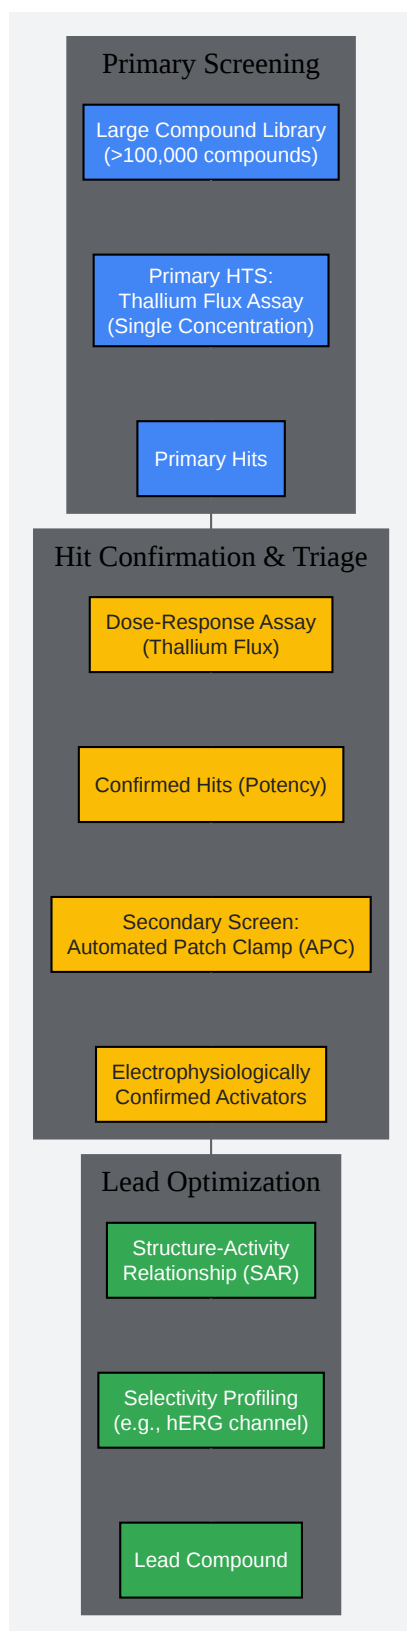 Primary Screening
Large Compound Library
(>100,000 compounds)
Primary HTS:
Thallium Flux Assay
(Single Concentration)
Primary Hits
Hit Confirmation & Triage
Dose-Response Assay
(Thallium Flux)
Confirmed Hits (Potency)
Secondary Screen:
Automated Patch Clamp (APC)
Electrophysiologically
Confirmed Activators
Lead Optimization
Structure-Activity
Relationship (SAR)
Selectivity Profiling
(e.g., hERG channel)
Lead Compound